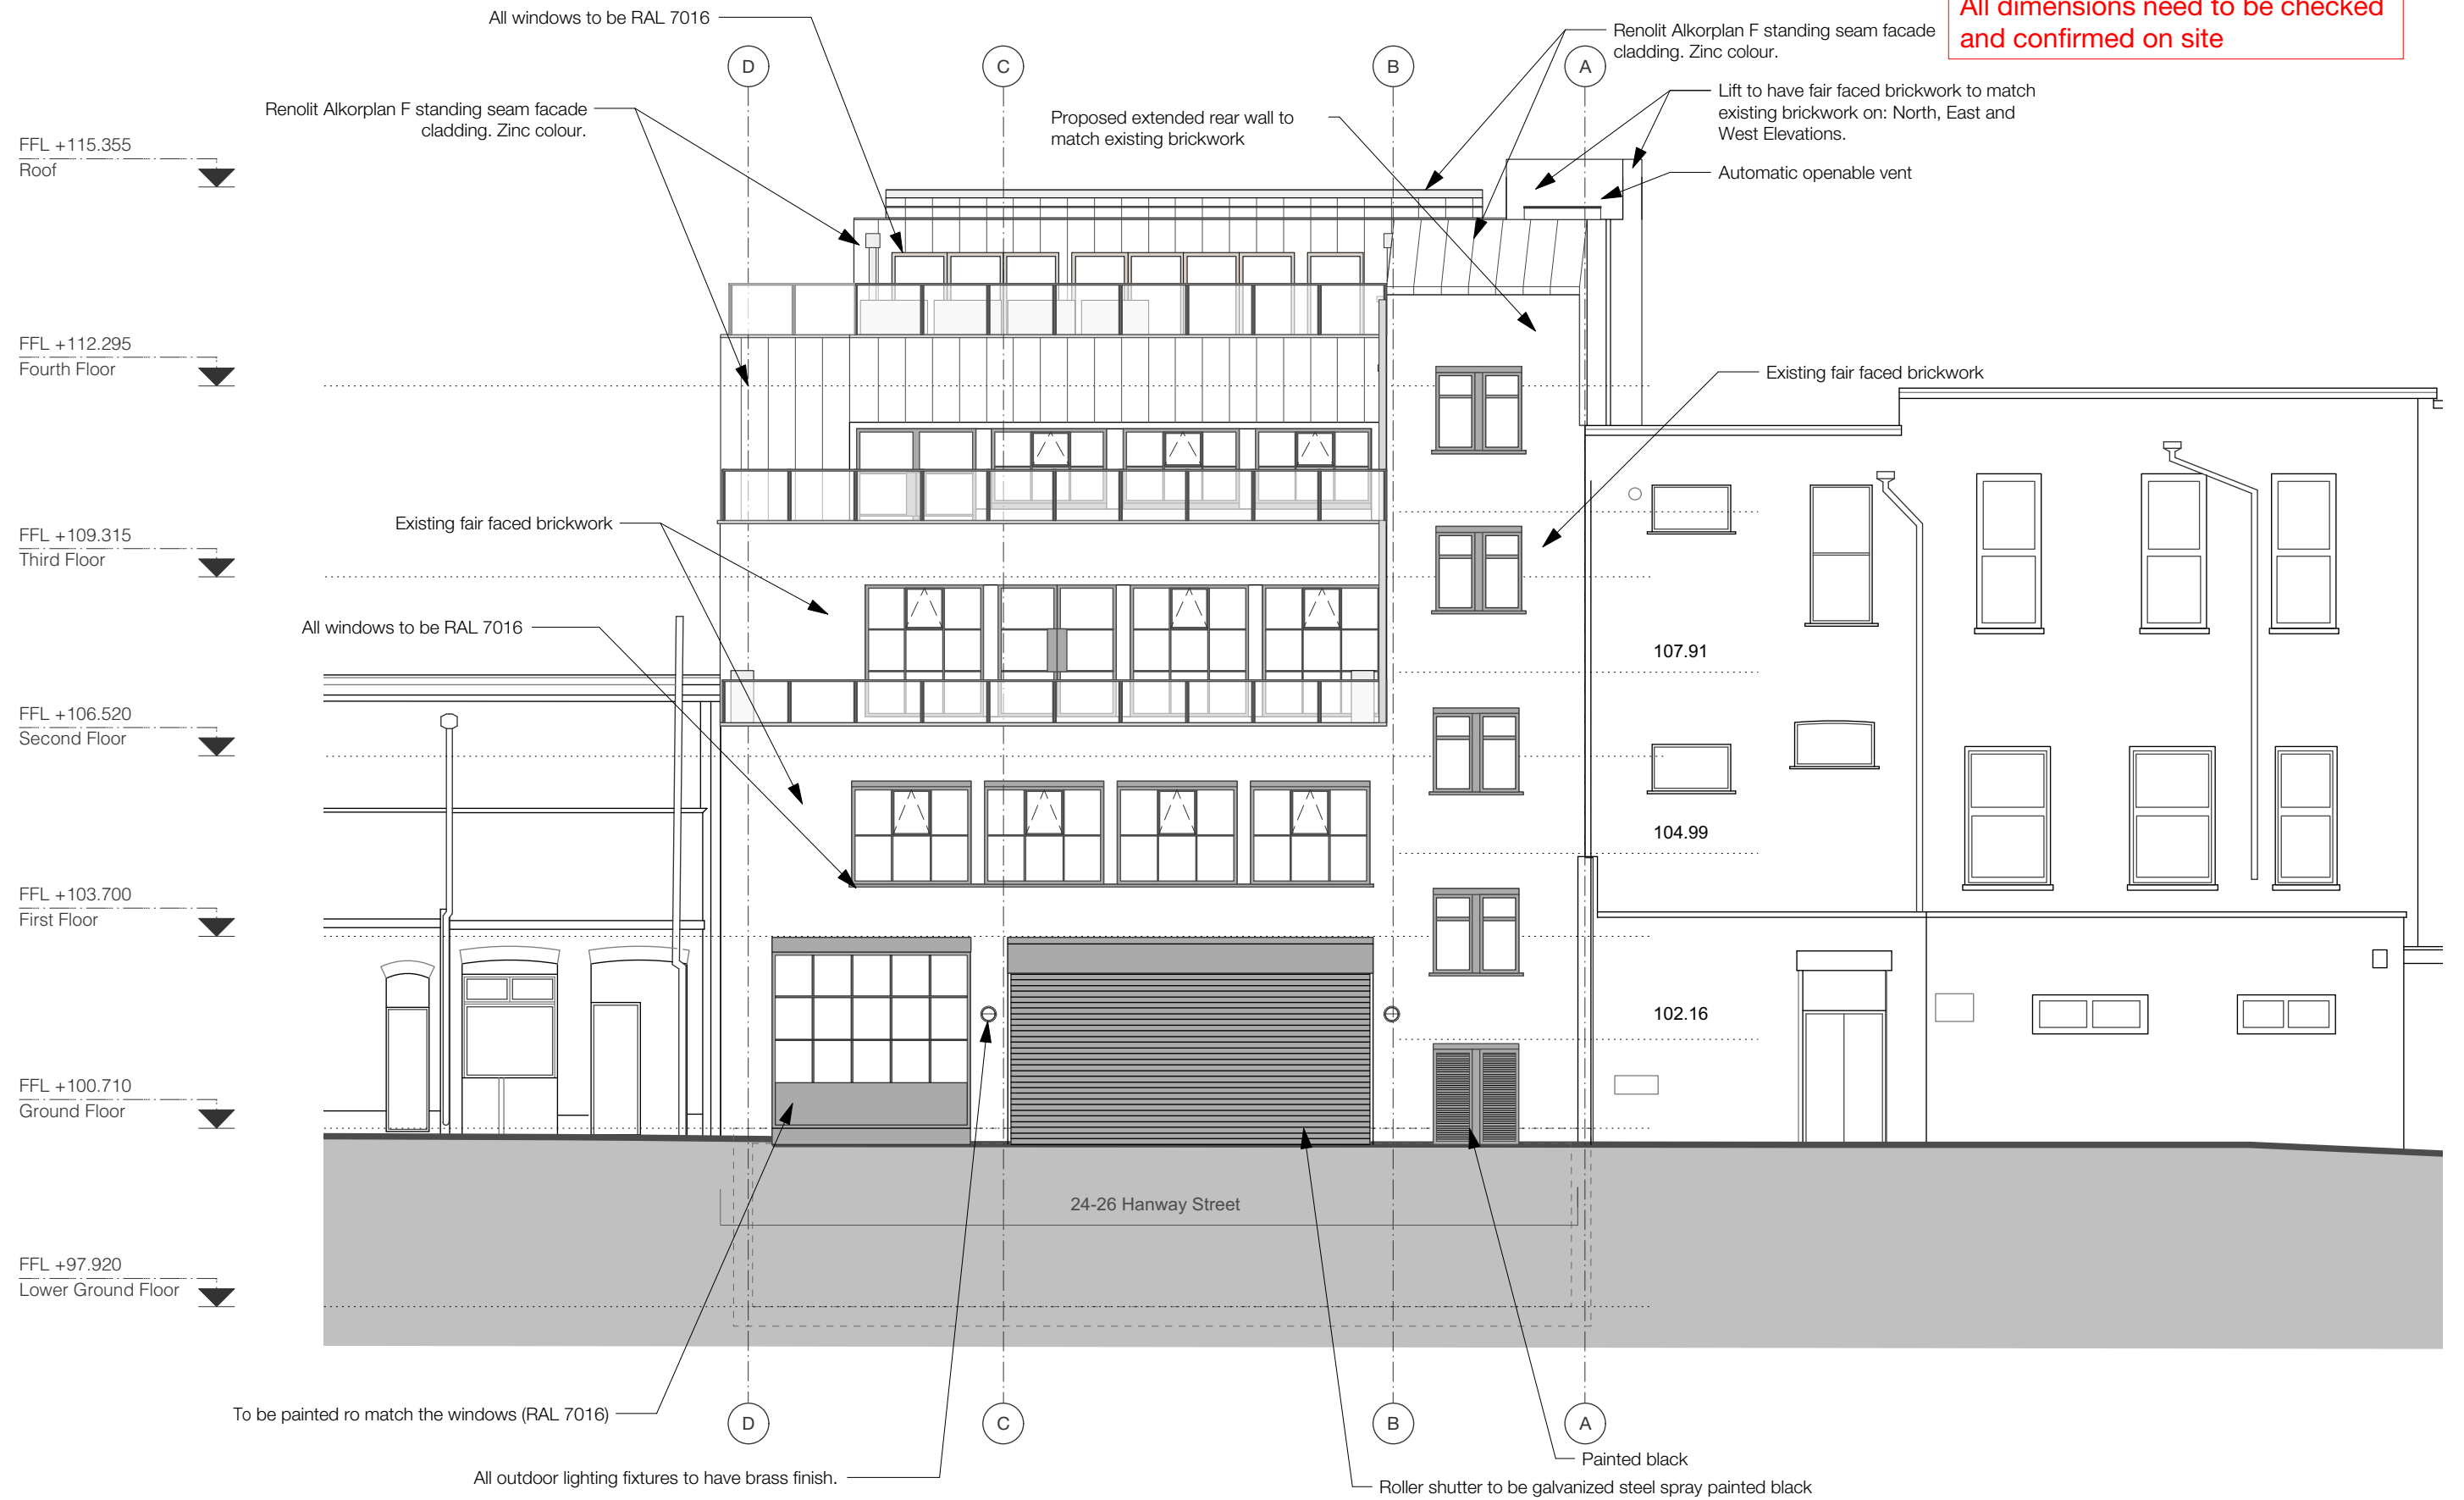 All windows to be RAL 7016
All dimensions need to be checked
and confirmed on site
Renolit Alkorplan F standing seam facade
cladding. Zinc colour.
D
C
B
A
Lift to have fair faced brickwork to match
existing brickwork on: North, East and
West Elevations.
Renolit Alkorplan F standing seam facade
cladding. Zinc colour.
Proposed extended rear wall to
match existing brickwork
FFL +115.355
Roof
Automatic openable vent
FFL +112.295
Fourth Floor
Existing fair faced brickwork
Existing fair faced brickwork
FFL +109.315
Third Floor
All windows to be RAL 7016
107.91
FFL +106.520
Second Floor
104.99
FFL +103.700
First Floor
102.16
FFL +100.710
Ground Floor
24-26 Hanway Street
FFL +97.920
Lower Ground Floor
To be painted ro match the windows (RAL 7016)
D
C
B
A
Painted black
All outdoor lighting fixtures to have brass finish.
Roller shutter to be galvanized steel spray painted black